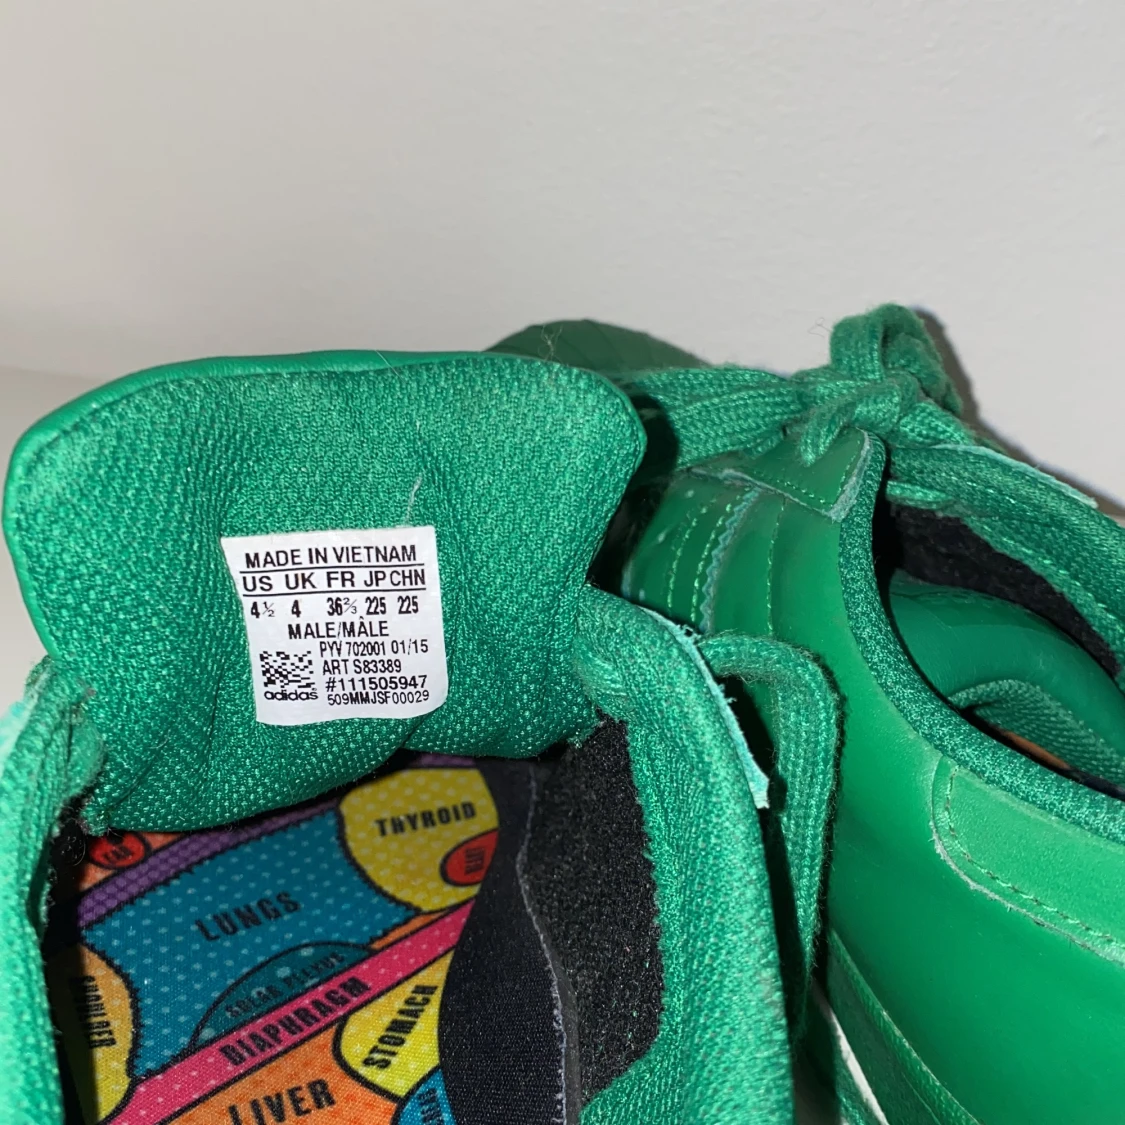 MADE IN VIETNAM
US UK FR JP CHN
4½ 4 36⅔ 225 225
MALE/MÂLE
PYV 702001 01/15
ART S83389
#111505947
adidas 509MMJSF00029
THYROID
LUNGS
DIAPHRAGM
STOMACH
LIVER